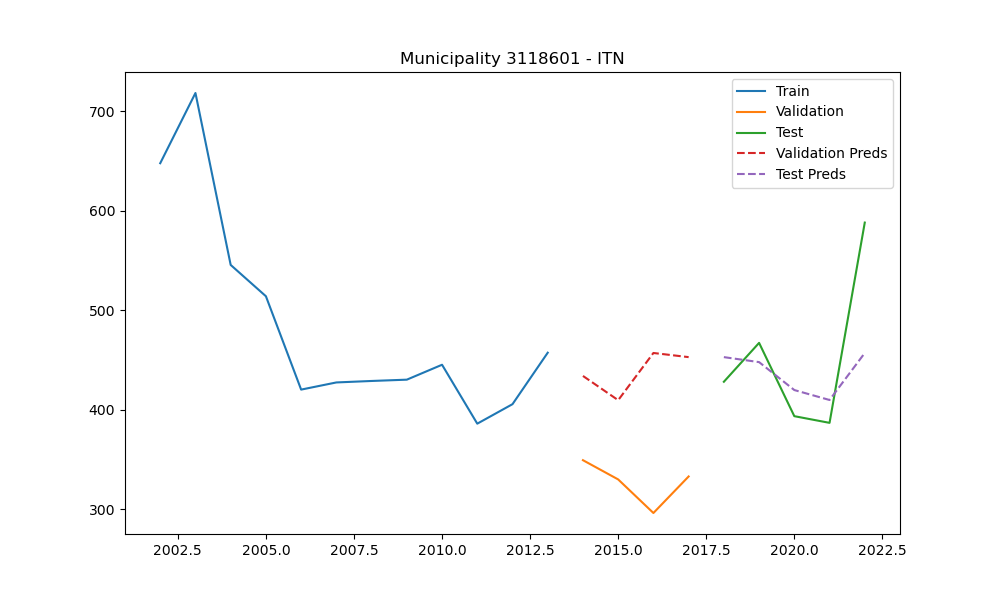 Municipality 3118601 - ITN
Train
Validation
Test
Validation Preds
Test Preds
700
600
500
400
300
2002.5 2005.0 2007.5 2010.0 2012.5 2015.0 2017.5 2020.0 2022.5